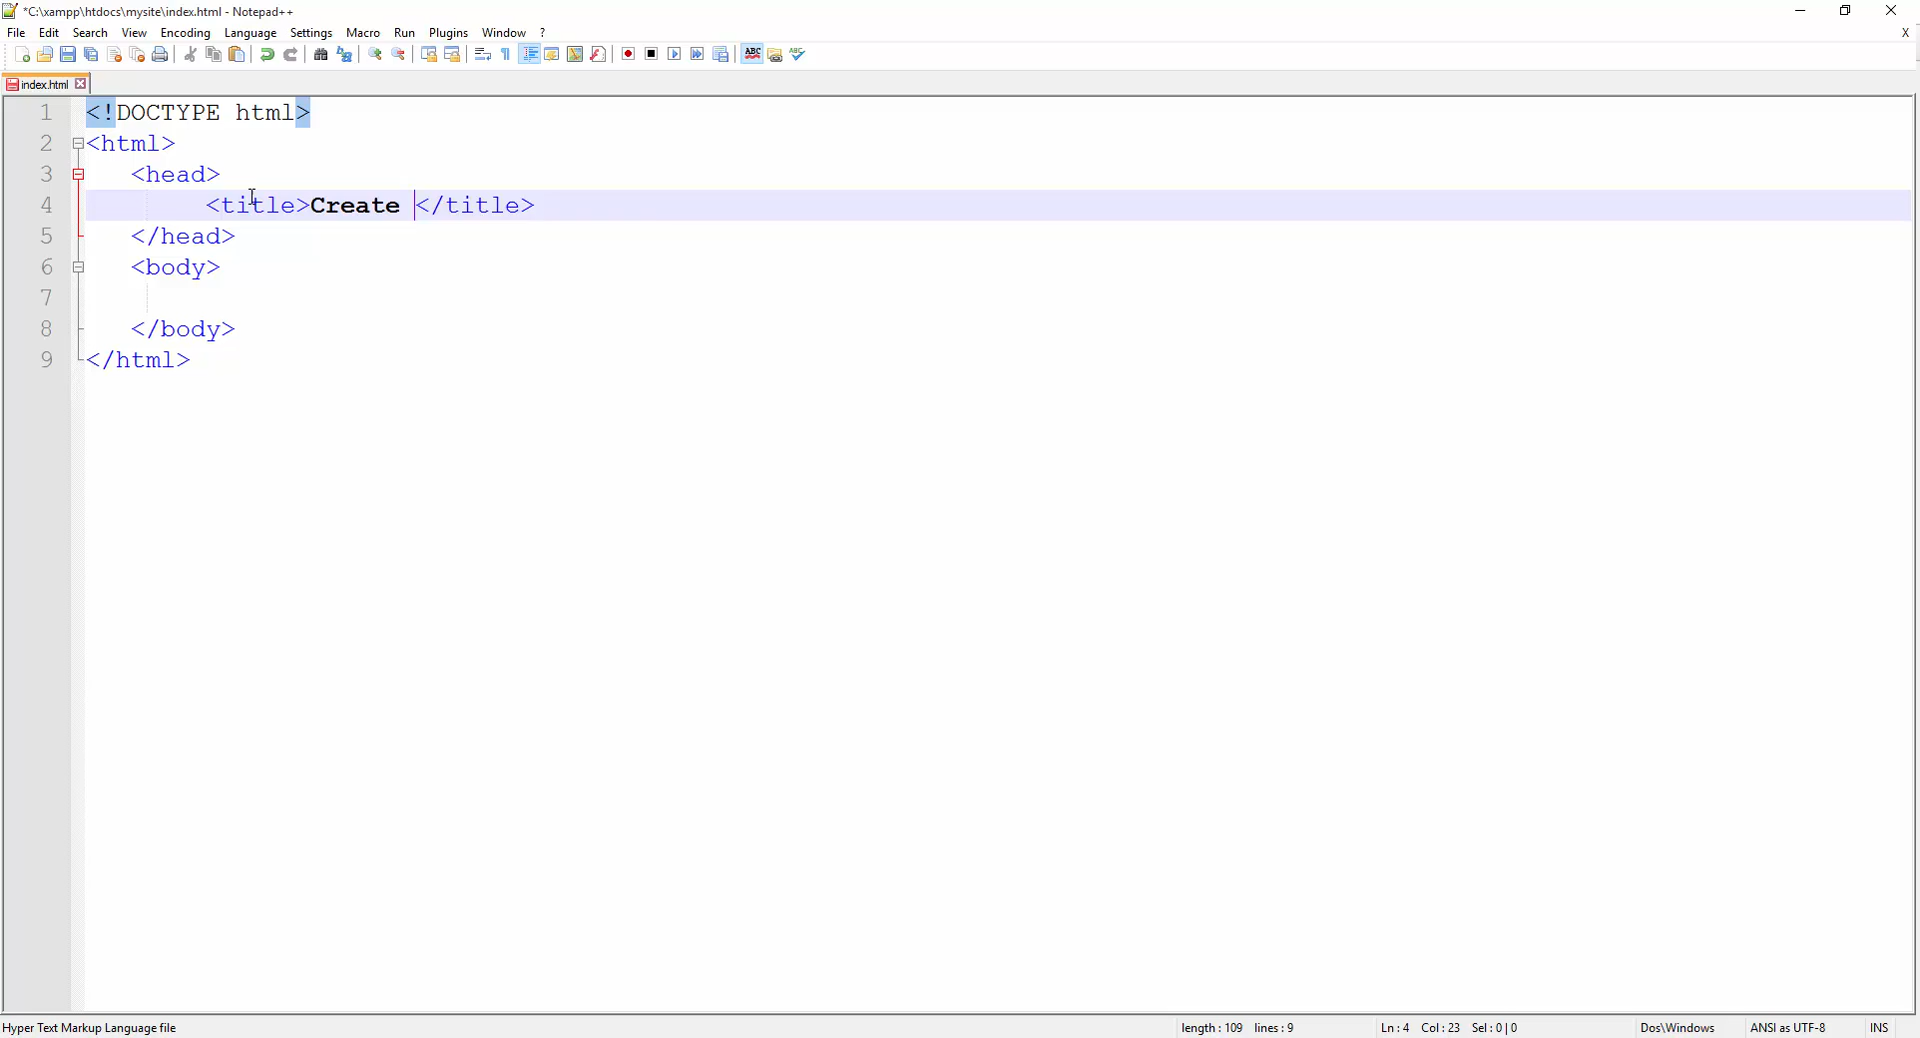 *C:\xampp\htdocs\mysite\index.html - Notepad++
File Edit Search View Encoding Language Settings Macro Run Plugins Window ? X
ABC ABC
index.html
1 <!DOCTYPE html>
2 <html>
3 <head>
4 <title>Create </title>
5 </head>
6 <body>
7
8 </body>
9 </html>
Hyper Text Markup Language file length : 109 lines : 9 Ln : 4 Col : 23 Sel : 0 | 0 Dos\Windows ANSI as UTF-8 INS